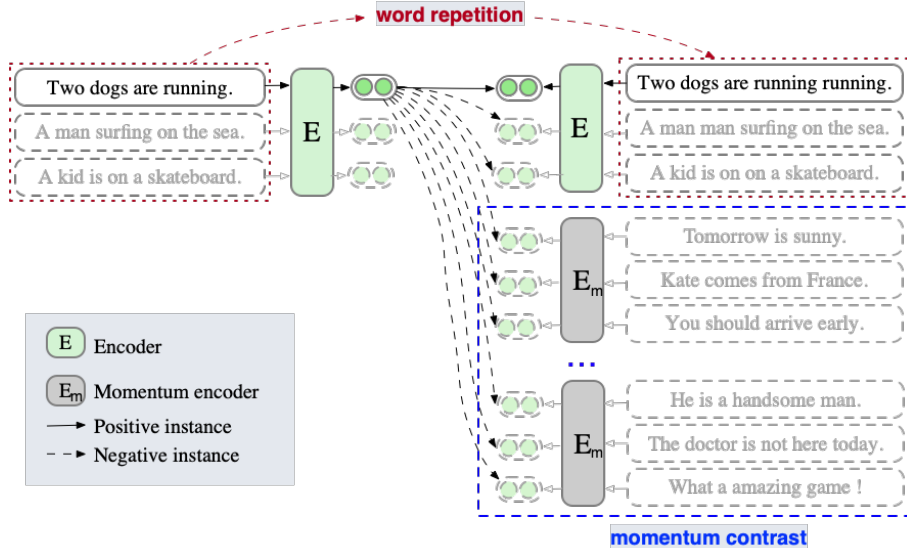 word repetition
Two dogs are running.
A man surfing on the sea.
A kid is on a skateboard.
E
E
Two dogs are running running.
A man man surfing on the sea.
A kid is on on a skateboard.
Tomorrow is sunny.
Kate comes from France.
You should arrive early.
Em
...
He is a handsome man.
The doctor is not here today.
What a amazing game !
Em
momentum contrast
E Encoder
Em Momentum encoder
Positive instance
Negative instance